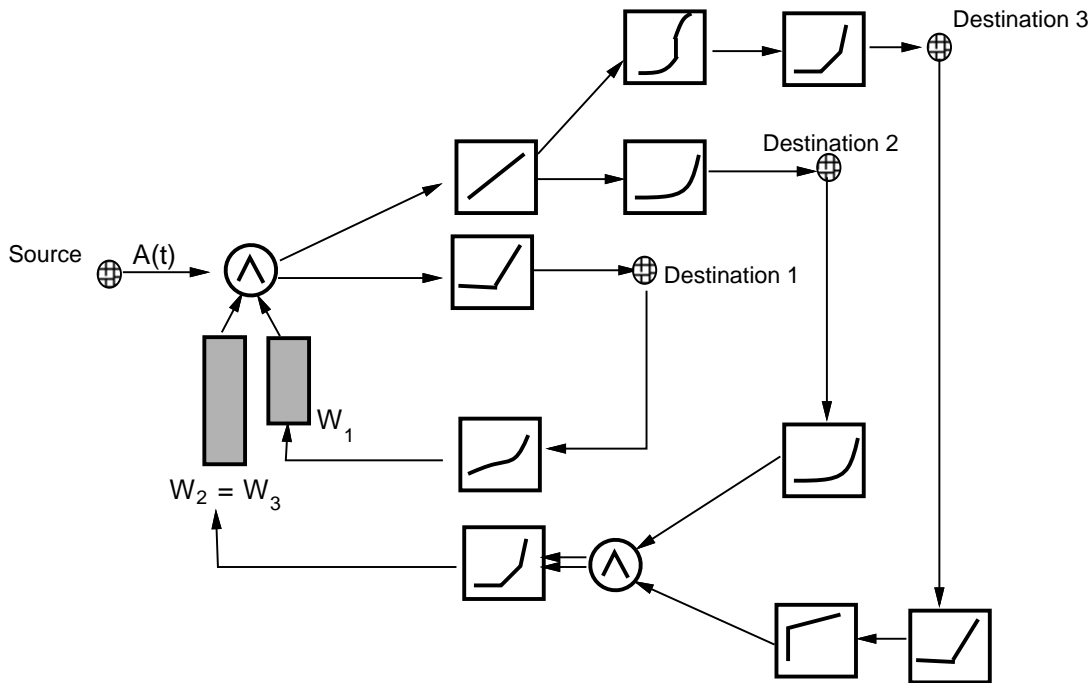 Destination 3
Destination 2
Source
A(t)
Destination 1
W1
W2 = W3